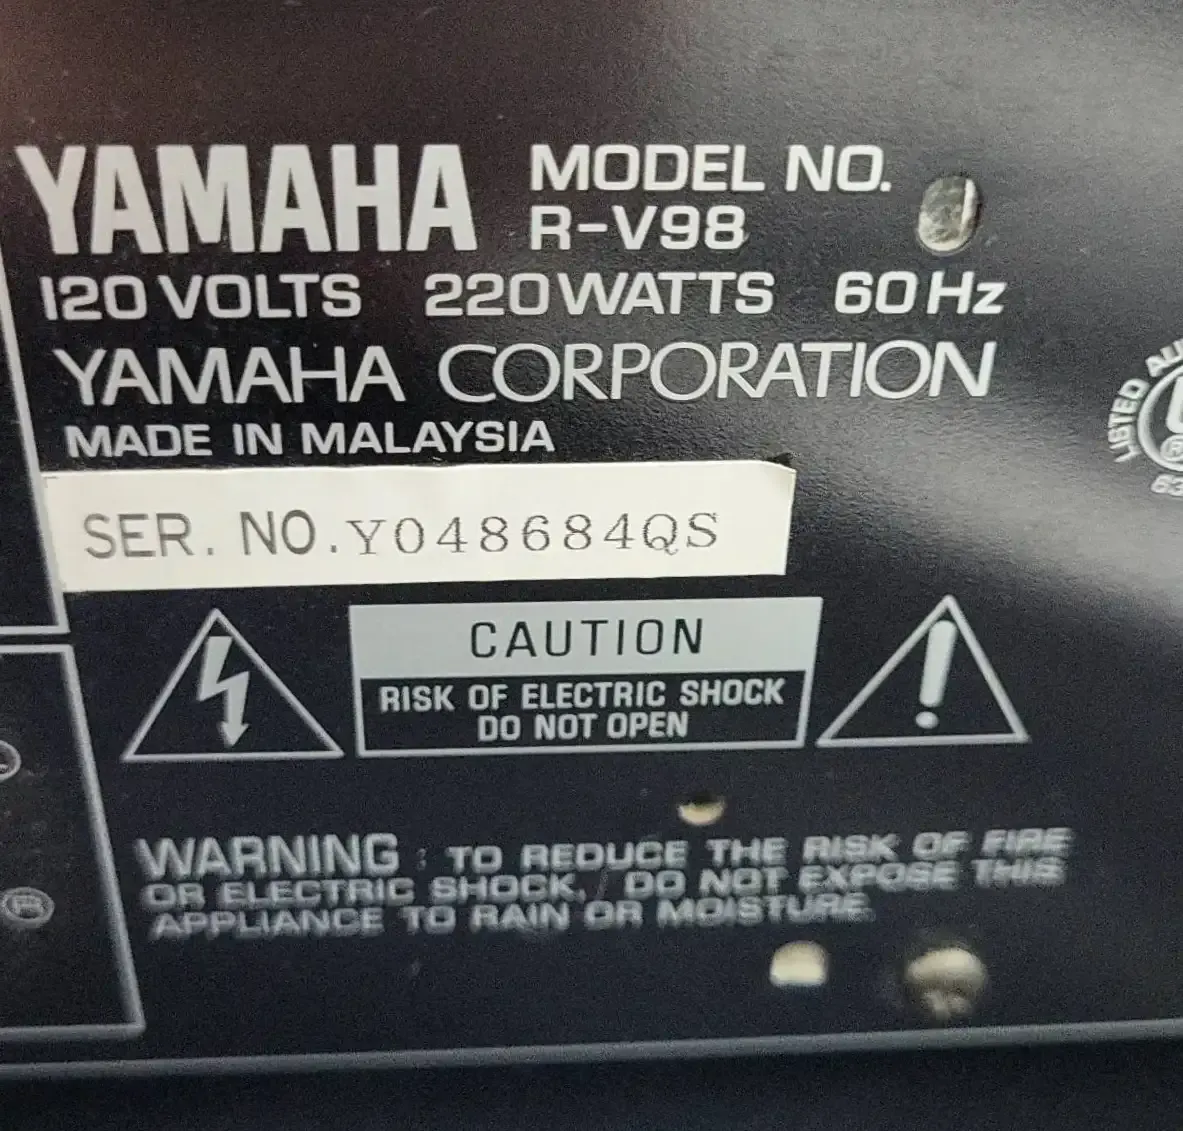 YAMAHA MODEL NO.
R-V98
120 VOLTS 220 WATTS 60 Hz
YAMAHA CORPORATION
MADE IN MALAYSIA
LISTED
SER. NO. Y048684QS
CAUTION
RISK OF ELECTRIC SHOCK
DO NOT OPEN
WARNING : TO REDUCE THE RISK OF FIRE
OR ELECTRIC SHOCK, DO NOT EXPOSE THIS
APPLIANCE TO RAIN OR MOISTURE.